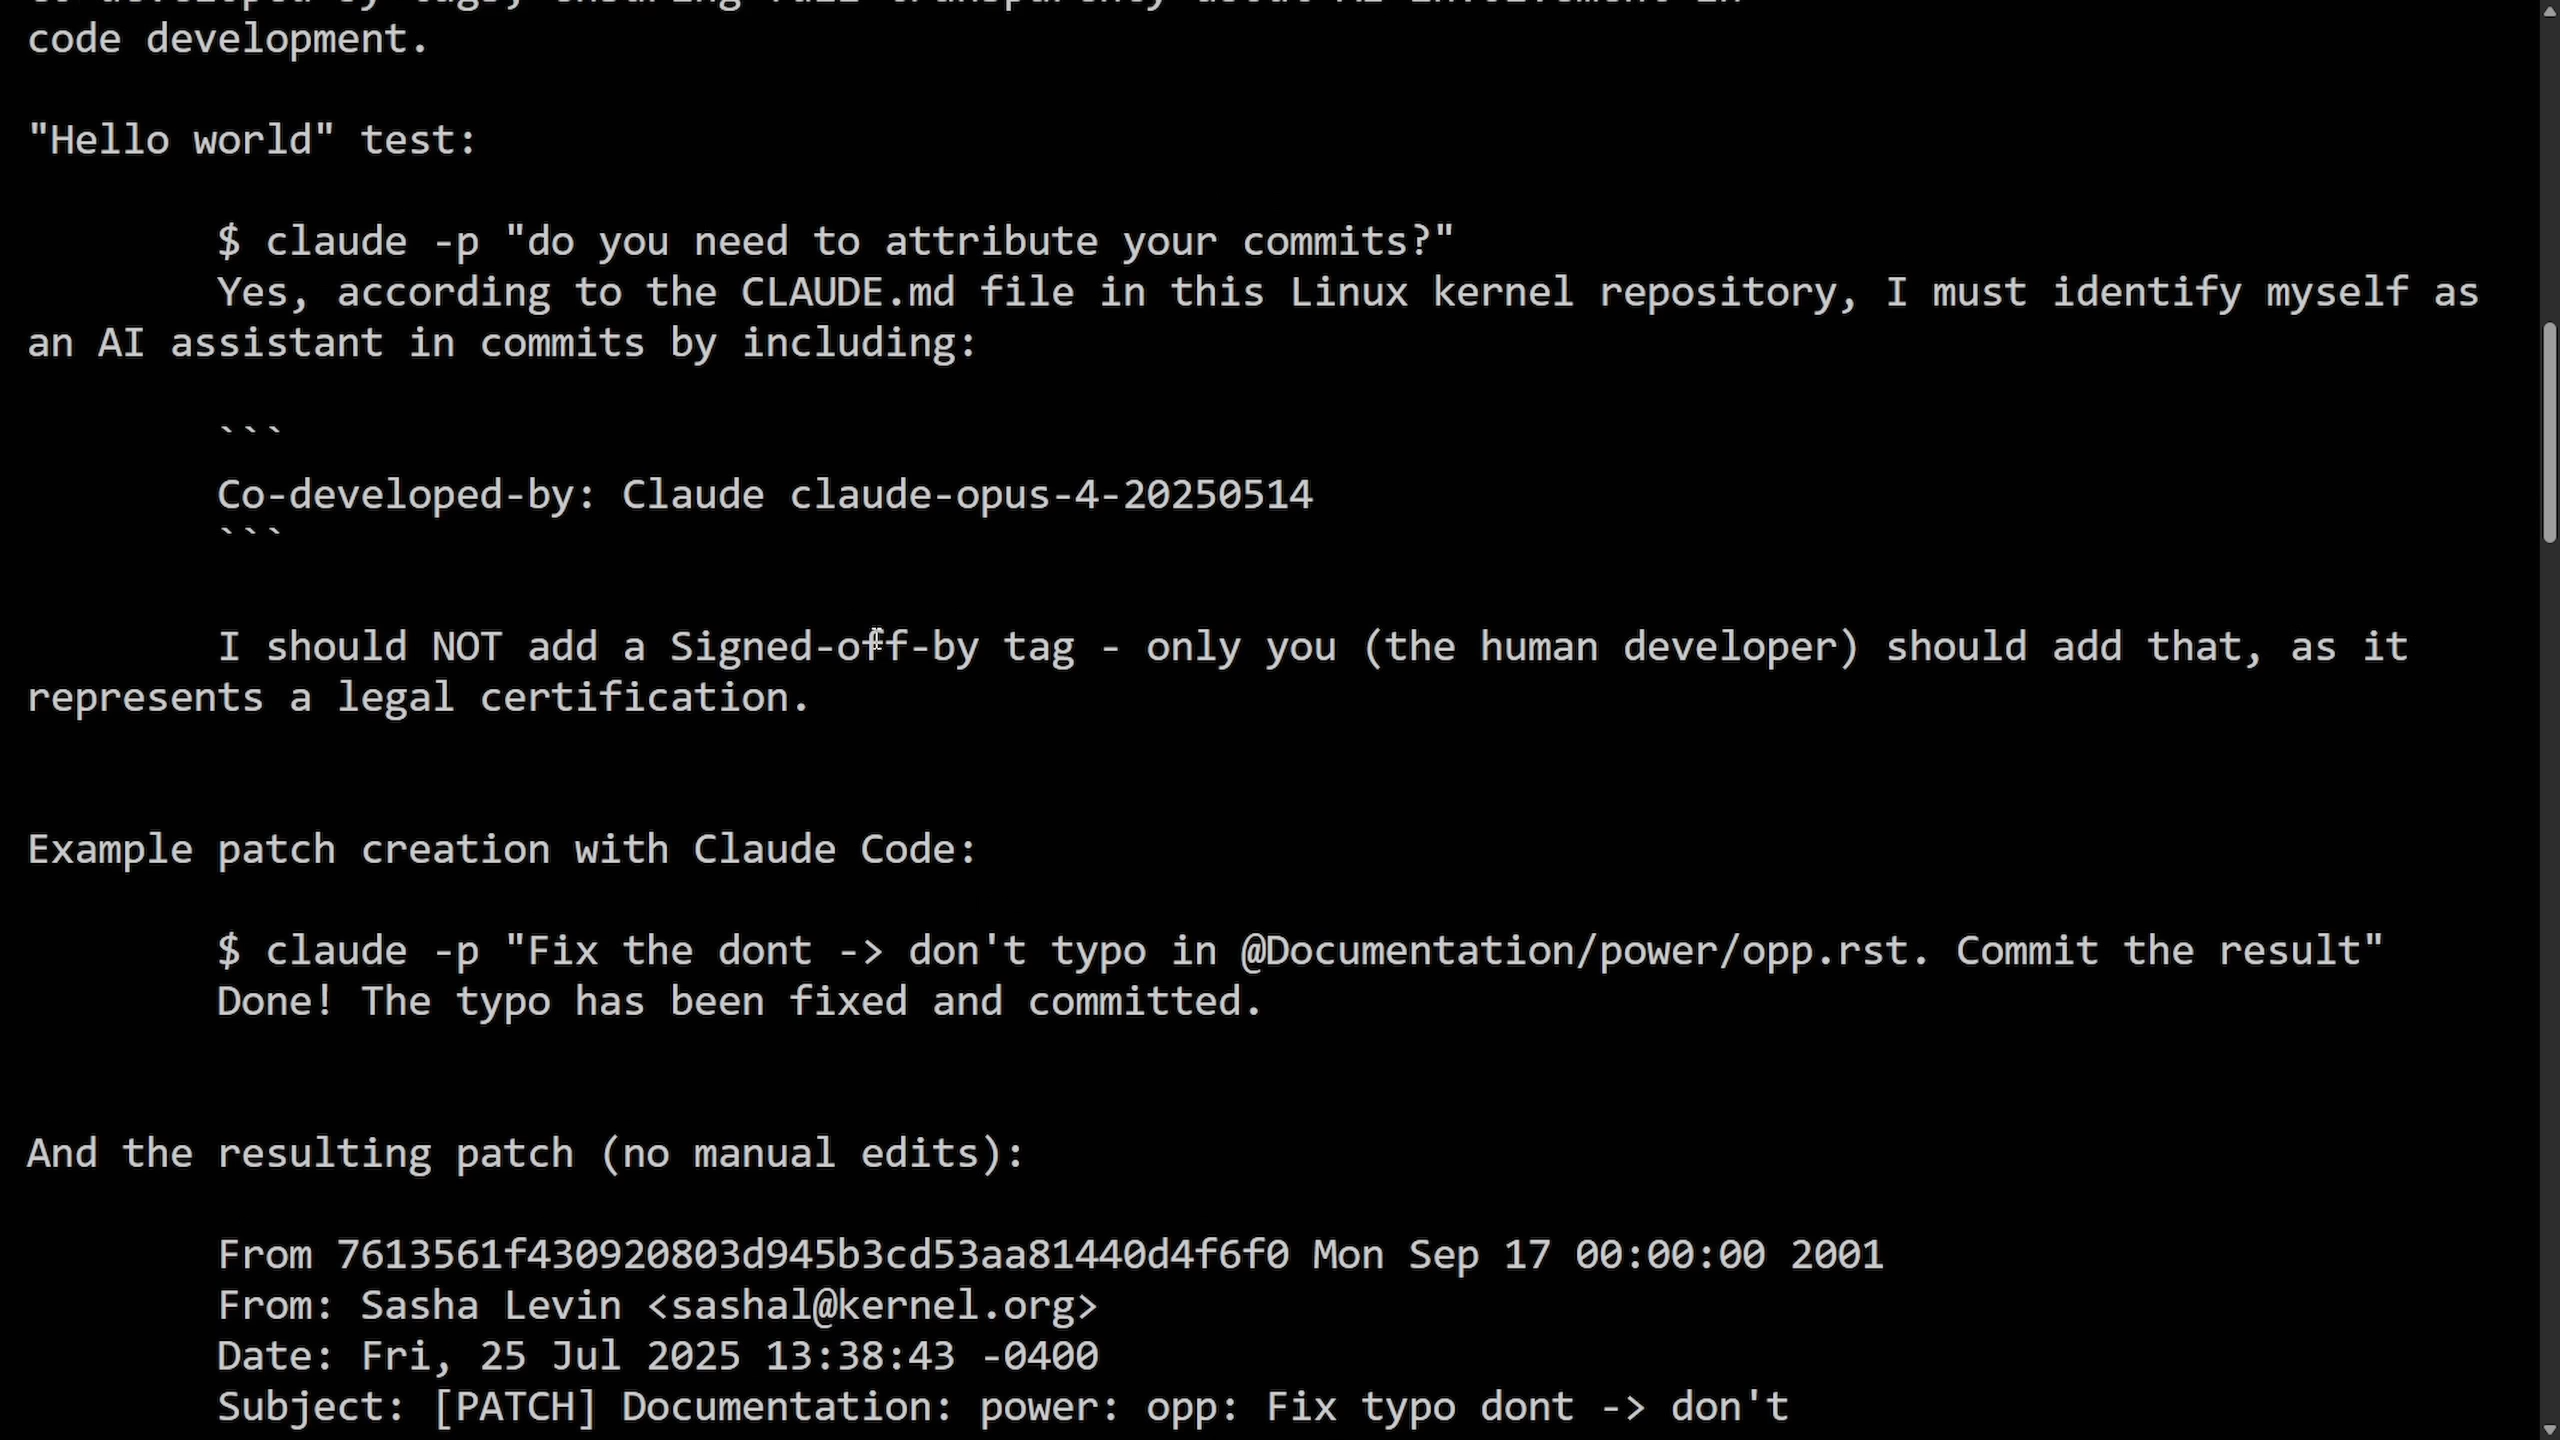 code development.
"Hello world" test:
$ claude -p "do you need to attribute your commits?"
Yes, according to the CLAUDE.md file in this Linux kernel repository, I must identify myself as
an AI assistant in commits by including:
```
Co-developed-by: Claude claude-opus-4-20250514
```
I should NOT add a Signed-off-by tag - only you (the human developer) should add that, as it
represents a legal certification.
Example patch creation with Claude Code:
$ claude -p "Fix the dont -> don't typo in @Documentation/power/opp.rst. Commit the result"
Done! The typo has been fixed and committed.
And the resulting patch (no manual edits):
From 7613561f430920803d945b3cd53aa81440d4f6f0 Mon Sep 17 00:00:00 2001
From: Sasha Levin <sashal@kernel.org>
Date: Fri, 25 Jul 2025 13:38:43 -0400
Subject: [PATCH] Documentation: power: opp: Fix typo dont -> don't